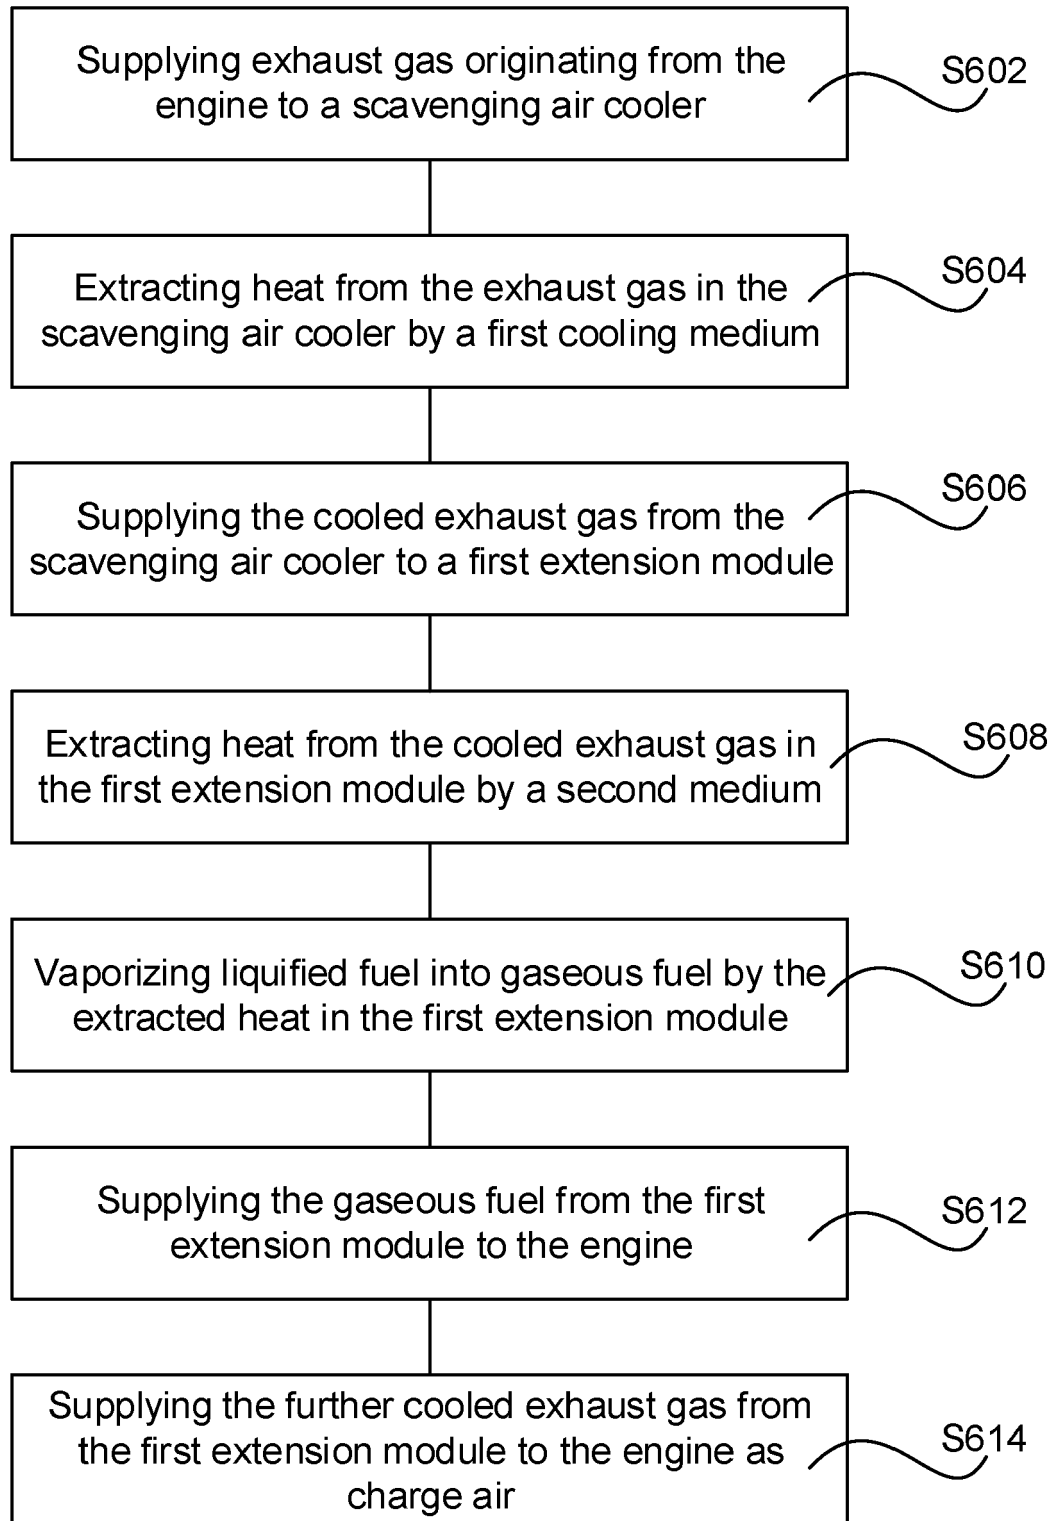 Supplying exhaust gas originating from the
engine to a scavenging air cooler
S602
Extracting heat from the exhaust gas in the
scavenging air cooler by a first cooling medium
S604
Supplying the cooled exhaust gas from the
scavenging air cooler to a first extension module
S606
Extracting heat from the cooled exhaust gas in
the first extension module by a second medium
S608
Vaporizing liquified fuel into gaseous fuel by the
extracted heat in the first extension module
S610
Supplying the gaseous fuel from the first
extension module to the engine
S612
Supplying the further cooled exhaust gas from
the first extension module to the engine as
charge air
S614